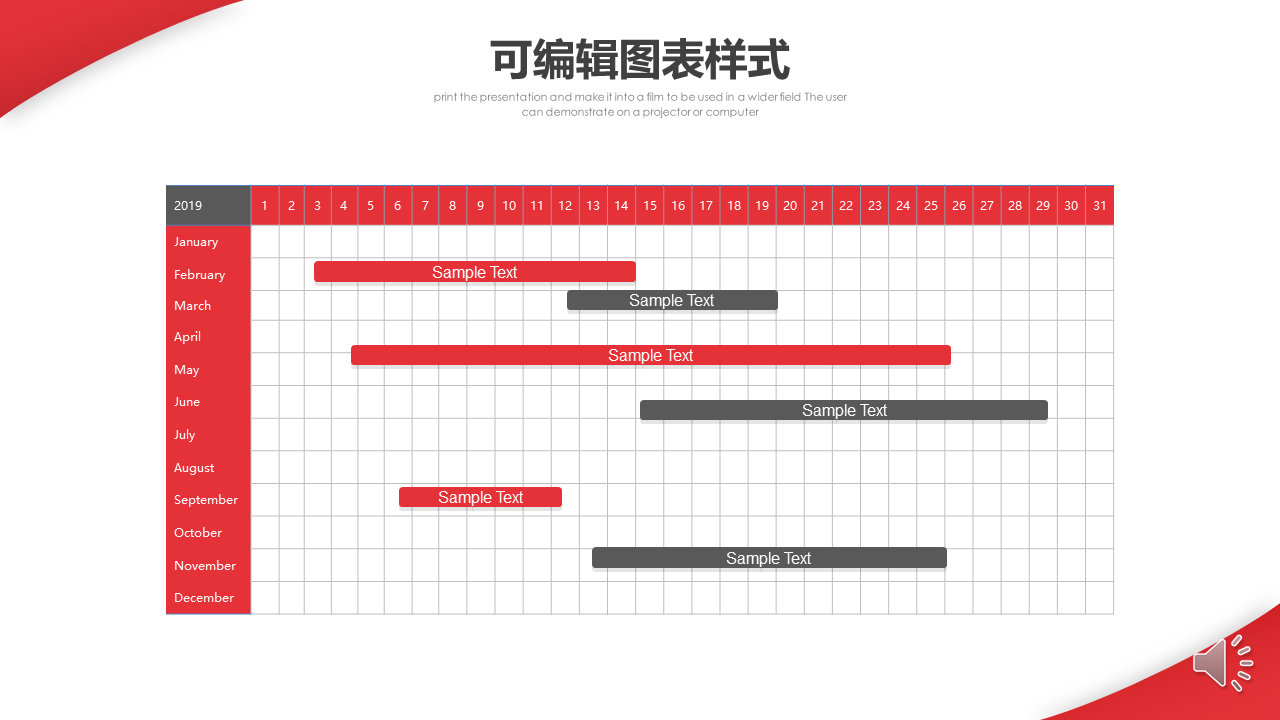 可编辑图表样式
print the presentation and make it into a film to be used in a wider field The user
can demonstrate on a projector or computer
2019 1 2 3 4 5 6 7 8 9 10 11 12 13 14 15 16 17 18 19 20 21 22 23 24 25 26 27 28 29 30 31
January
February
Sample Text
March
Sample Text
April
Sample Text
May
June
Sample Text
July
August
September
Sample Text
October
November
Sample Text
December